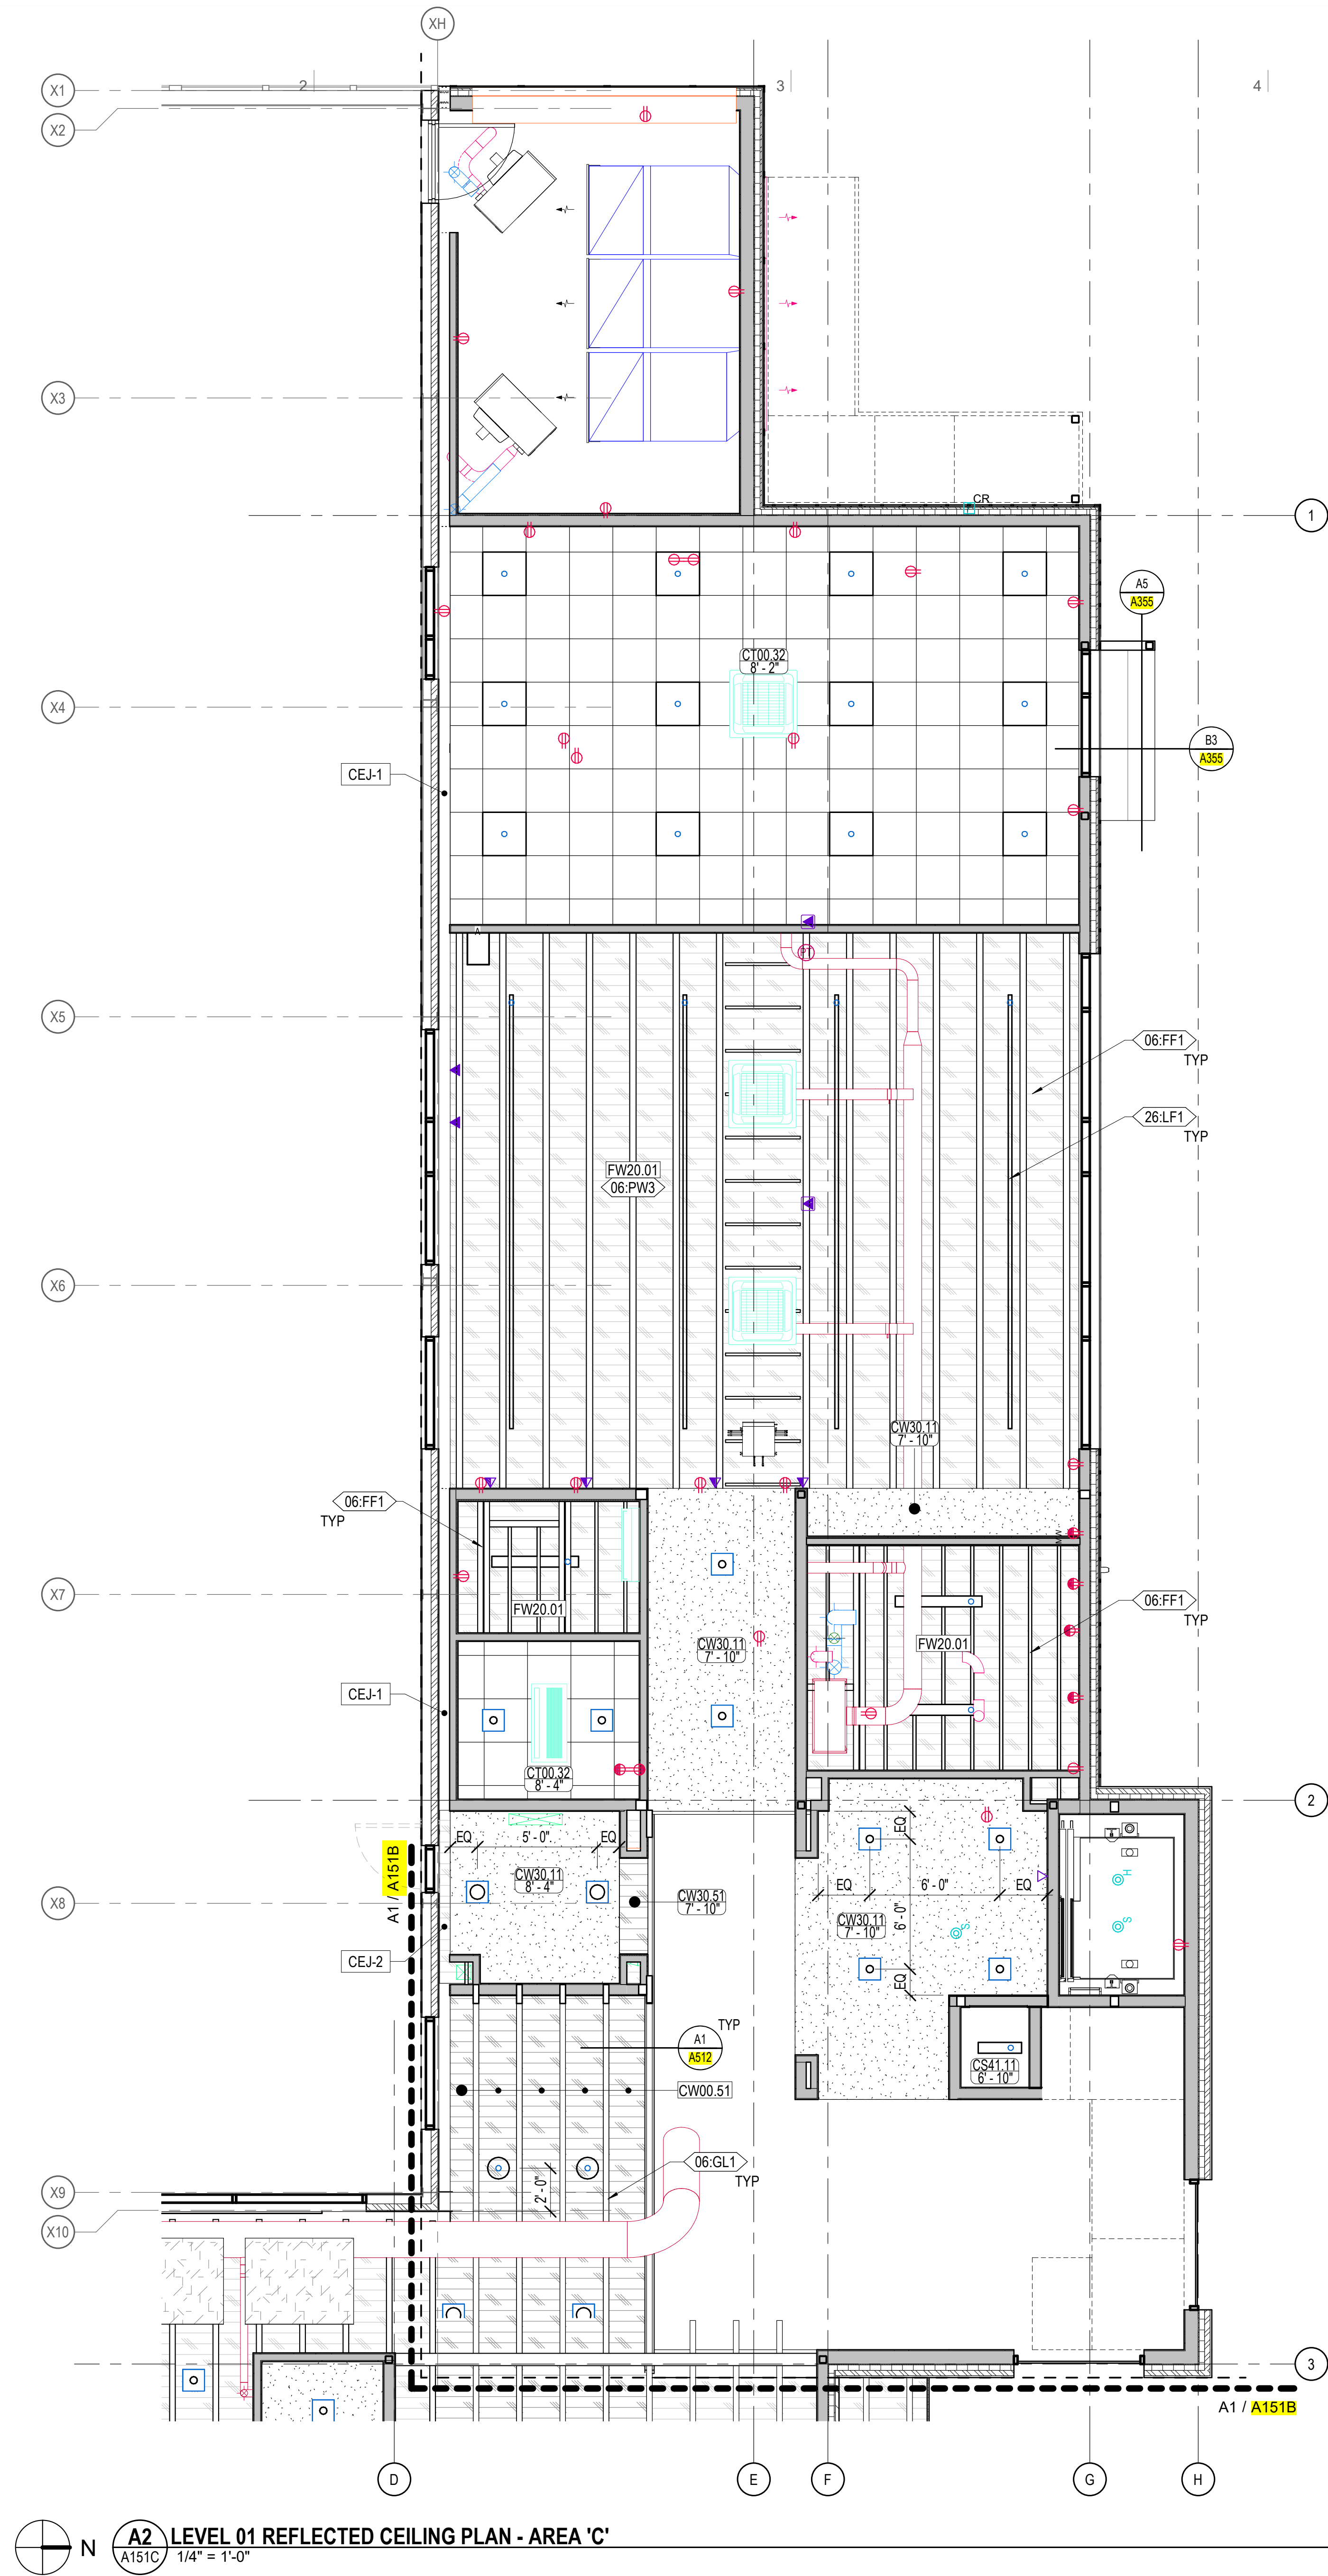 XH
X1
2
3
4
X2
X3
CR
1
A5
A355
CT00.32
8' - 2"
X4
B3
A355
CEJ-1
A
PT
X5
06:FF1
TYP
26:LF1
TYP
FW20.01
06:PW3
X6
CW30.11
7' - 10"
06:FF1
TYP
MW
X7
FW20.01
06:FF1
TYP
CW30.11
7' - 10"
FW20.01
CEJ-1
CT00.32
8' - 4"
2
EQ
5' - 0"
EQ
EQ
A1 / A151B
CW30.11
8' - 4"
H
X8
CW30.51
7' - 10"
EQ
6' - 0"
EQ
6' - 0"
CW30.11
7' - 10"
S
S
CEJ-2
EQ
TYP
A1
A512
CS41.11
6' - 10"
CW00.51
06:GL1
TYP
2' - 0"
X9
X10
3
A1 / A151B
D
E
F
G
H
N
A2
A151C
LEVEL 01 REFLECTED CEILING PLAN - AREA 'C'
1/4" = 1'-0"